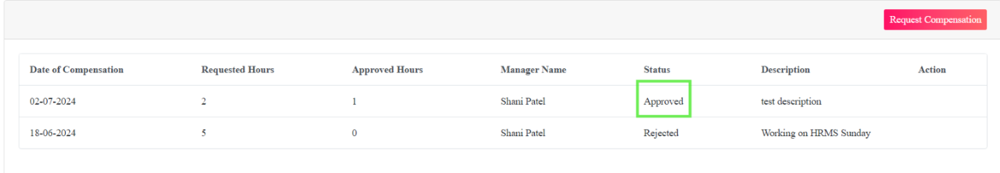 Request Compensation
Date of Compensation Requested Hours Approved Hours Manager Name Status Description Action
02-07-2024 2 1 Shani Patel Approved test description
18-06-2024 5 0 Shani Patel Rejected Working on HRMS Sunday